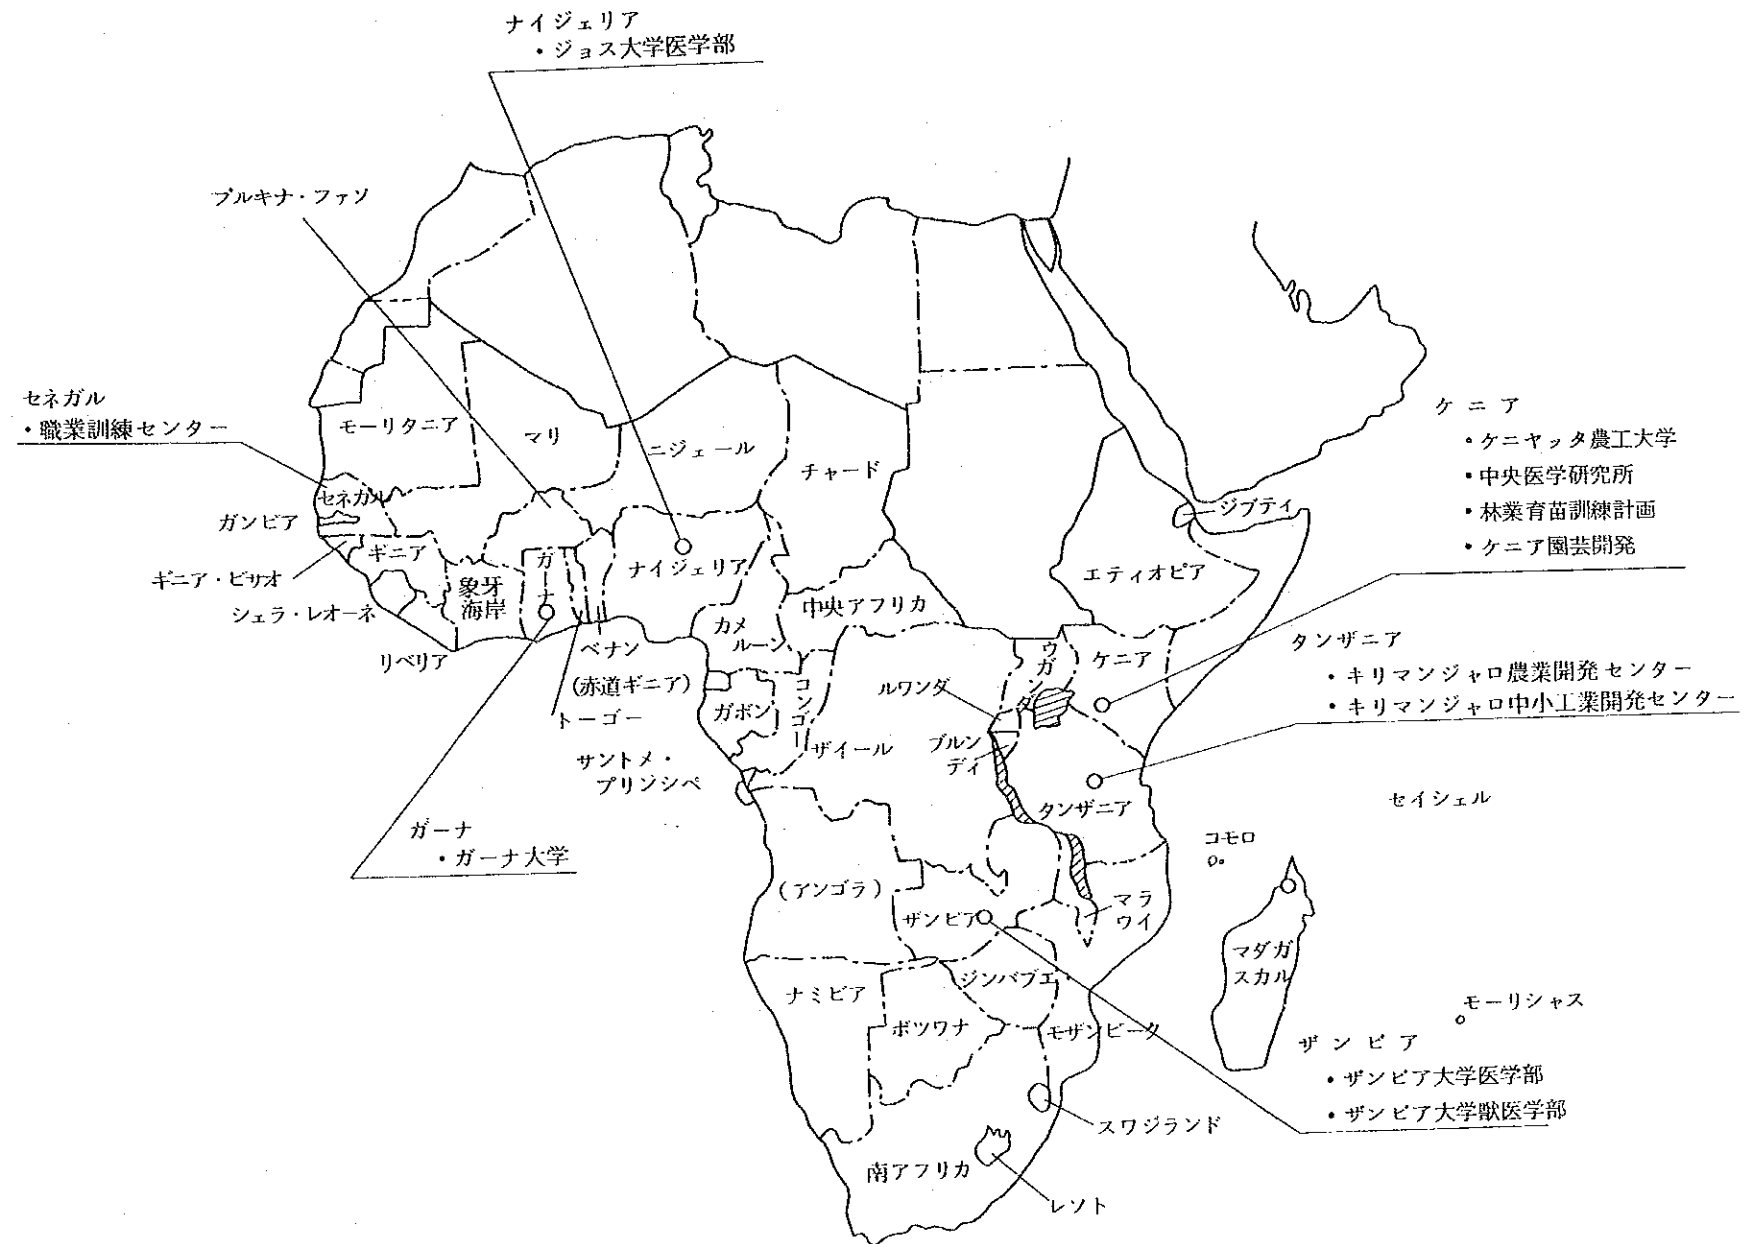 ナイジェリア
・ジョス大学医学部
ブルキナ・ファソ
セネガル
・職業訓練センター
ケニア
・ケニヤッタ農工大学
・中央医学研究所
・林業育苗訓練計画
・ケニア園芸開発
モーリタニア
マリ
ニジェール
チャード
セネガル
ガンビア
ジブティ
ギニア
ギニア・ビサオ
ガーナ
ナイジェリア
エティオピア
象牙
海岸
シェラ・レオーネ
中央アフリカ
カメ
ルーン
リベリア
ベナン
ウガンダ
ケニア
タンザニア
・キリマンジャロ農業開発センター
・キリマンジャロ中小工業開発センター
(赤道ギニア)
ルワンダ
トーゴー
ガボン
コンゴー
ザイール
ブルン
ディ
サントメ・
プリンシペ
タンザニア
セイシェル
ガーナ
・ガーナ大学
コモロ
(アンゴラ)
ザンビア
マラ
ウイ
マダガ
スカル
ジンバブエ
ナミビア
ボツワナ
モザンビーク
モーリシャス
ザンビア
・ザンビア大学医学部
・ザンビア大学獣医学部
スワジランド
南アフリカ
レソト